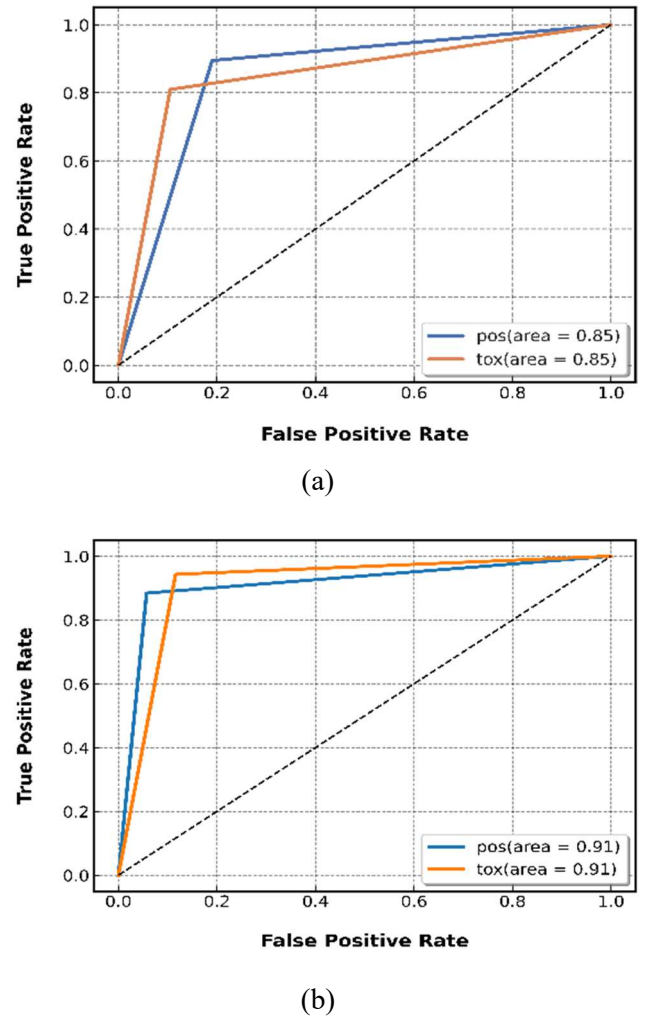 1.0
0.8
0.6
0.4
0.2
0.0
True Positive Rate
pos(area = 0.85)
tox(area = 0.85)
0.0 0.2 0.4 0.6 0.8 1.0
False Positive Rate
(a)
1.0
0.8
0.6
0.4
0.2
0.0
True Positive Rate
pos(area = 0.91)
tox(area = 0.91)
0.0 0.2 0.4 0.6 0.8 1.0
False Positive Rate
(b)